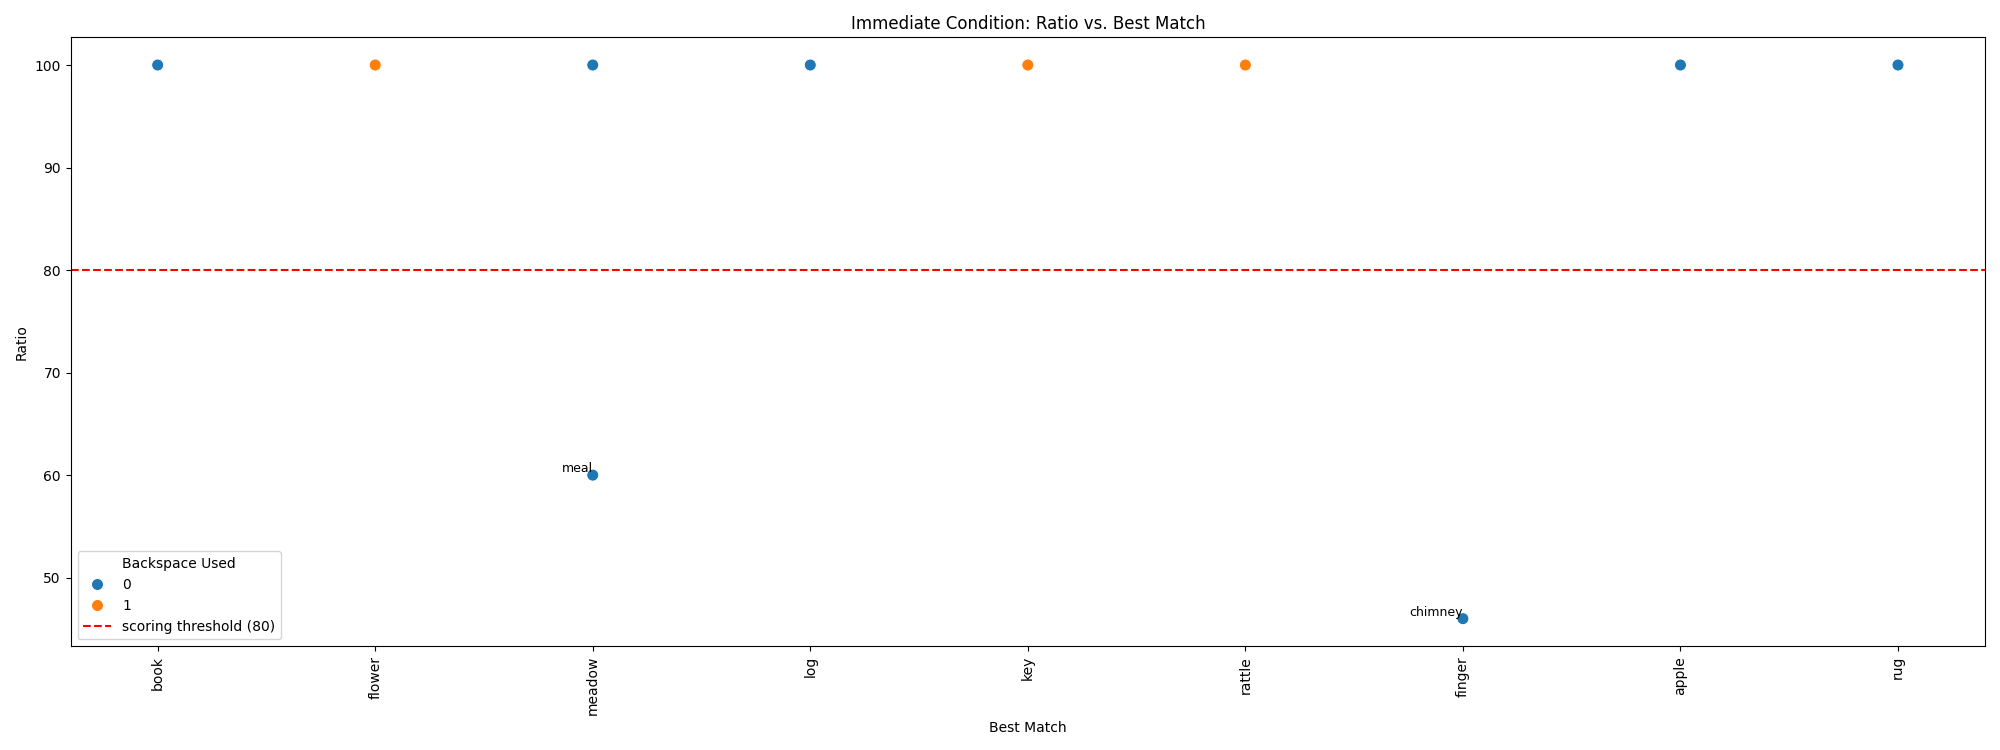 Immediate Condition: Ratio vs. Best Match
100
90
80
70
60
50
Ratio
meal
chimney
Backspace Used
0
1
scoring threshold (80)
book
flower
meadow
log
key
rattle
finger
apple
rug
Best Match